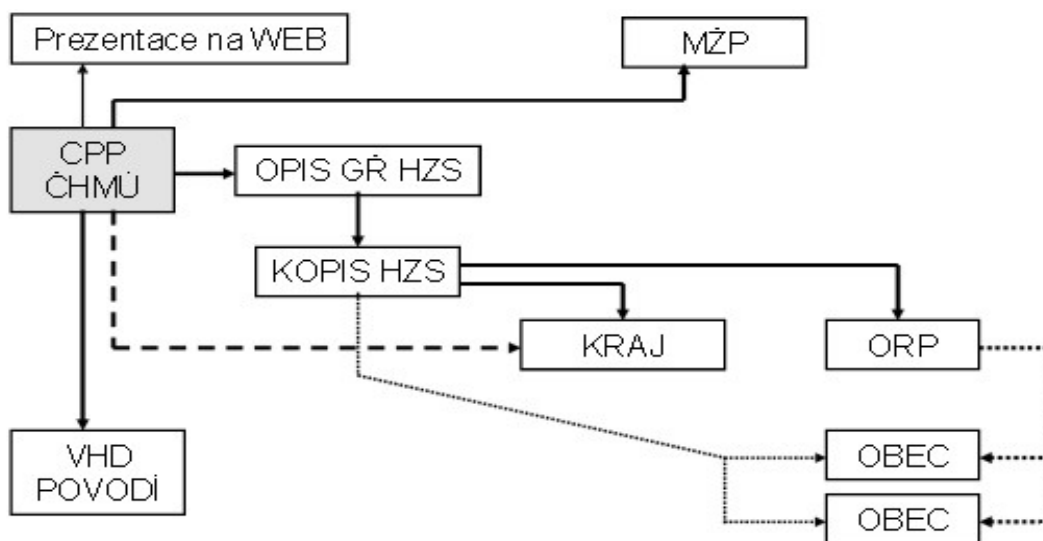 Prezentace na WEB
MŽP
CPP
ČHMÚ
OPIS GŘ HZS
KOPIS HZS
KRAJ
ORP
VHD
POVODÍ
OBEC
OBEC